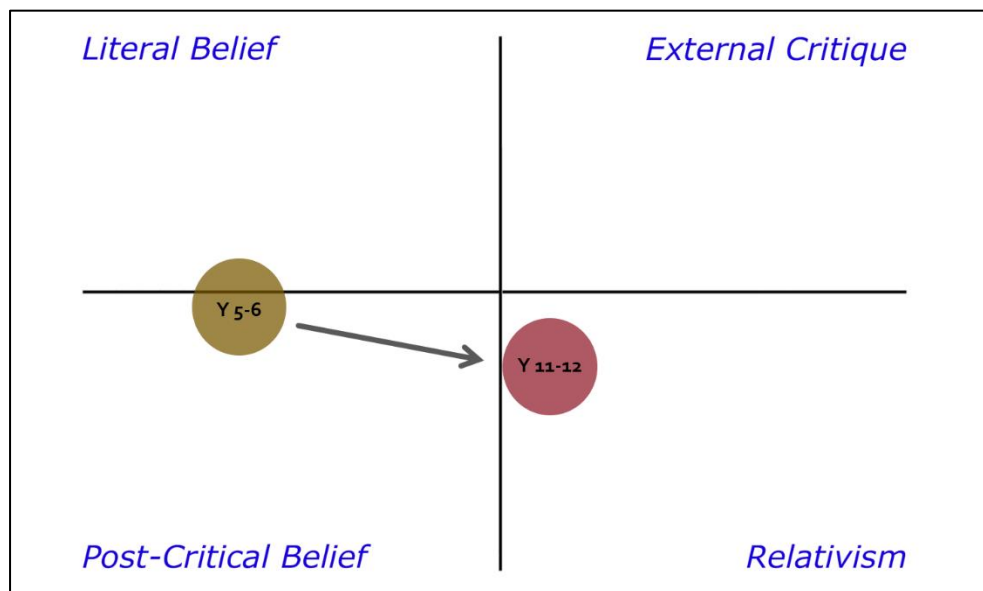 Literal Belief
External Critique
Y 5-6
Y 11-12
Post-Critical Belief
Relativism